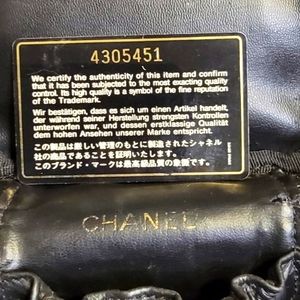 4305451
We certify the authenticity of this item and confirm
that it has been subjected to the most exacting
quality control. Its high quality is a symbol of the fine reputation
of the Trademark.
Wir bestätigen, dass es sich um einen Artikel handelt,
der während der Herstellung strengsten Kontrollen
unterworfen war, und dessen erstklassige Qualität
dem hohen Ansehen unserer Marke entspricht.
この製品は厳しい管理のもとに製造されたシャネル
社の商品であることを証明いたします。
このブランド・マークは最高級品質の象徴です。
CHANEL